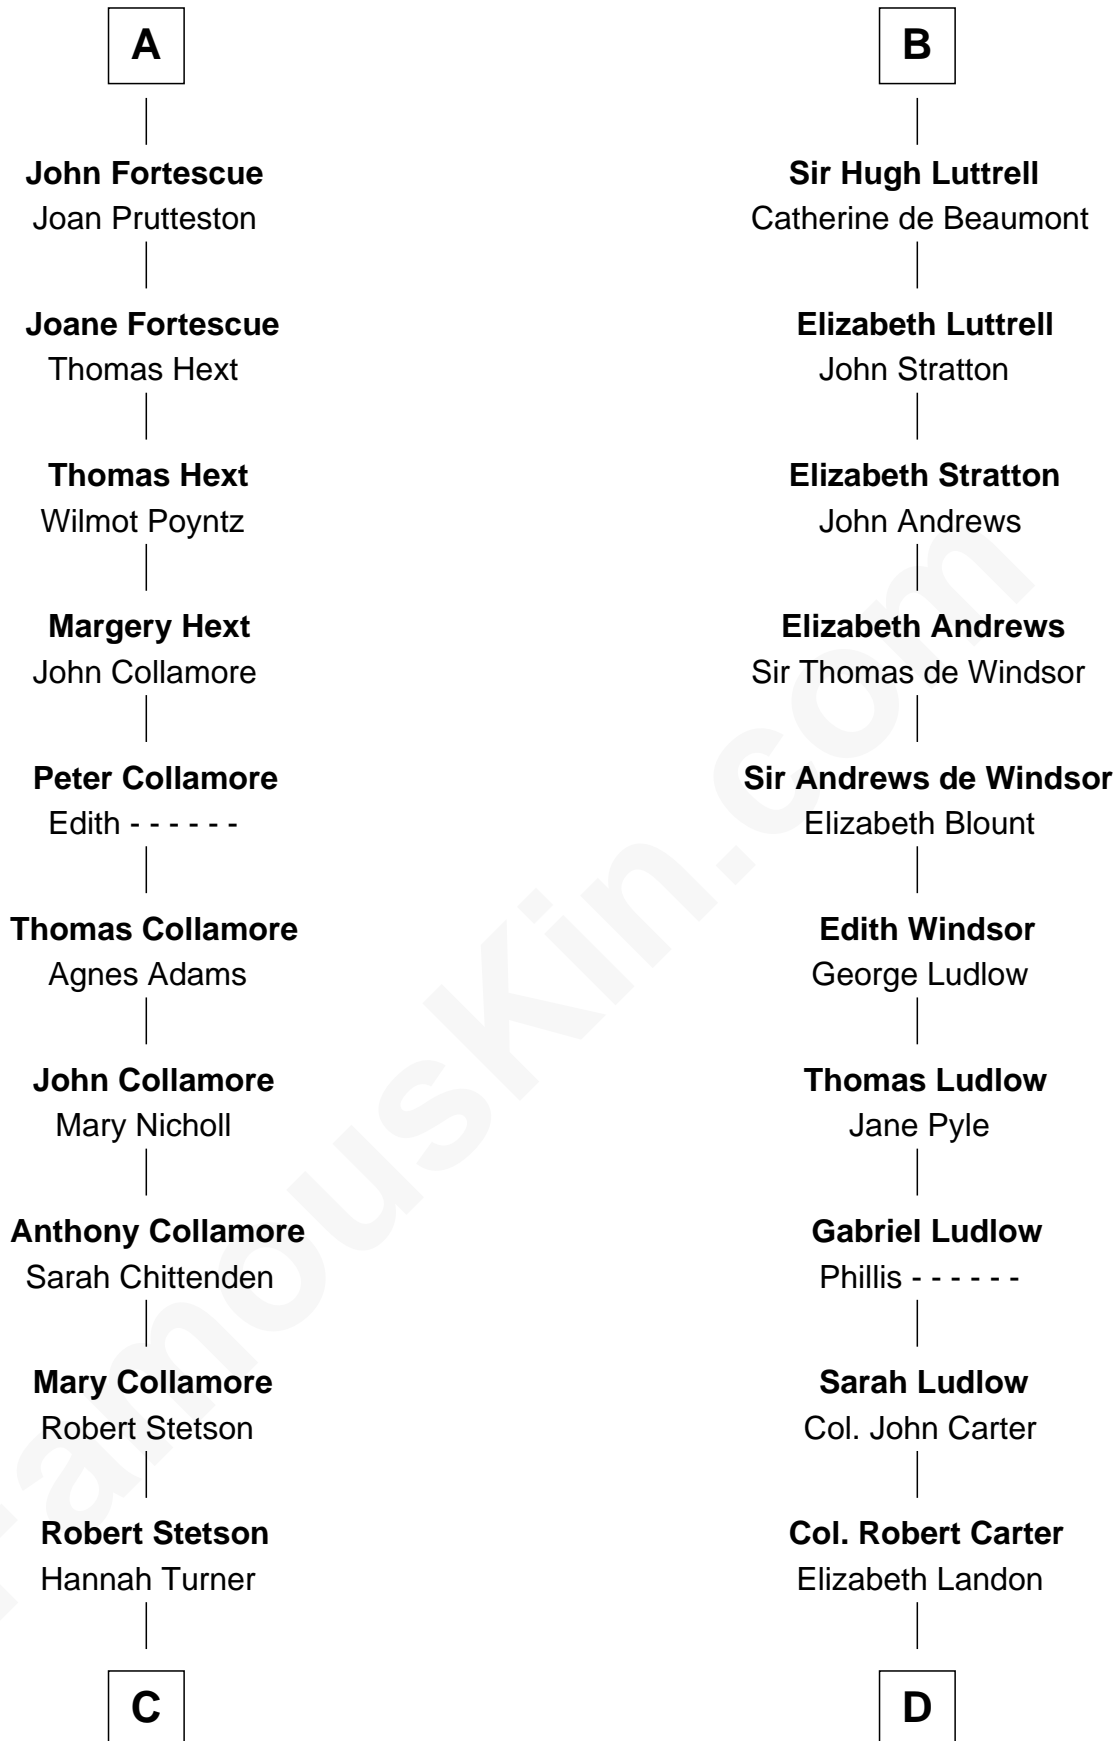 A
John Fortescue
Joan Prutteston
Joane Fortescue
Thomas Hext
Thomas Hext
Wilmot Poyntz
Margery Hext
John Collamore
Peter Collamore
Edith - - - - - -
Thomas Collamore
Agnes Adams
John Collamore
Mary Nicholl
Anthony Collamore
Sarah Chittenden
Mary Collamore
Robert Stetson
Robert Stetson
Hannah Turner
C
B
Sir Hugh Luttrell
Catherine de Beaumont
Elizabeth Luttrell
John Stratton
Elizabeth Stratton
John Andrews
Elizabeth Andrews
Sir Thomas de Windsor
Sir Andrews de Windsor
Elizabeth Blount
Edith Windsor
George Ludlow
Thomas Ludlow
Jane Pyle
Gabriel Ludlow
Phillis - - - - - -
Sarah Ludlow
Col. John Carter
Col. Robert Carter
Elizabeth Landon
D
FamousKin.com